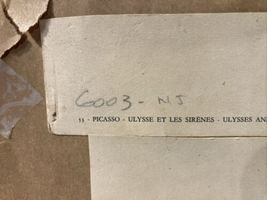 6003 - NJ
11 - PICASSO - ULYSSE ET LES SIRÈNES - ULYSSES AN